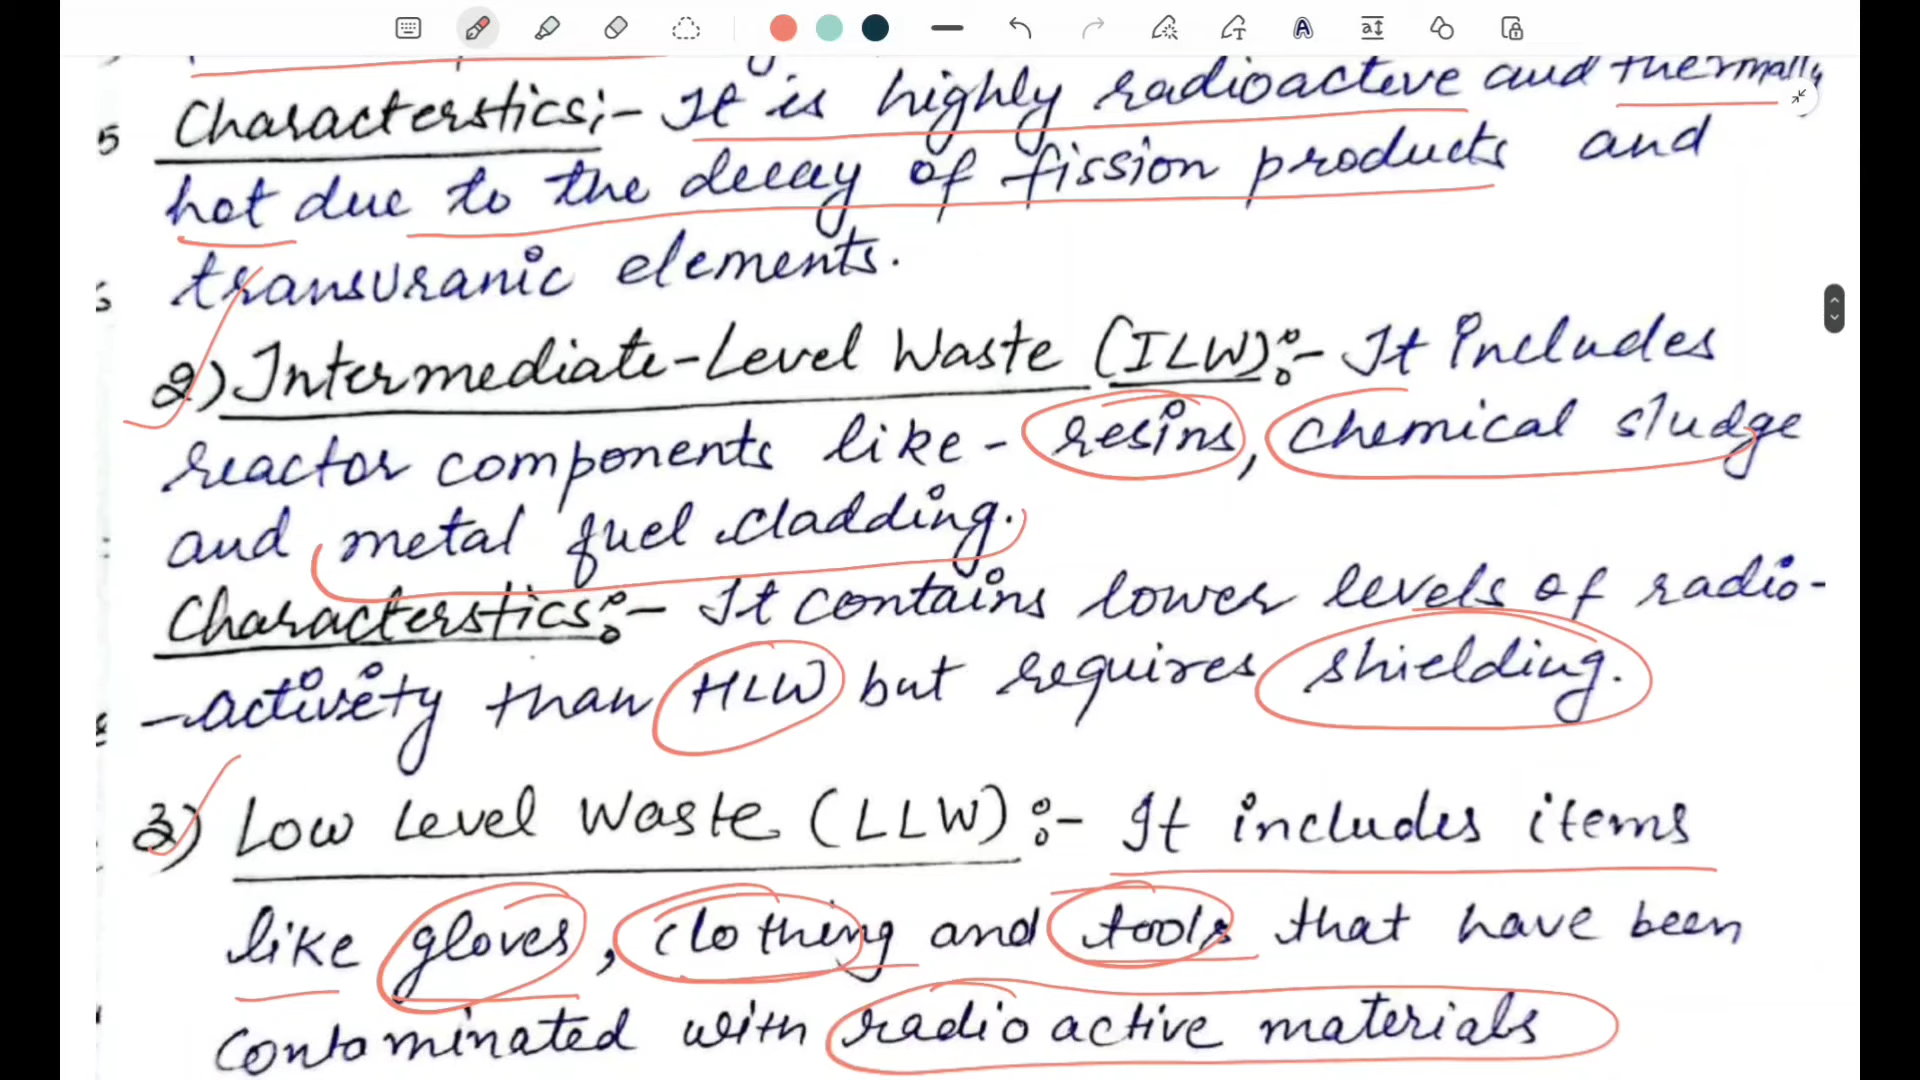 Characterstics:- It is highly radioactive and thermally
hot due to the decay of fission products and
transuranic elements.
2) Intermediate-Level Waste (ILW):- It includes
reactor components like - resins, chemical sludge
and metal fuel cladding.
Characterstics:- It contains lower levels of radio-
-activity than HLW but requires shielding.
3) Low Level Waste (LLW):- It includes items
like gloves, clothing and tools that have been
contaminated with radioactive materials